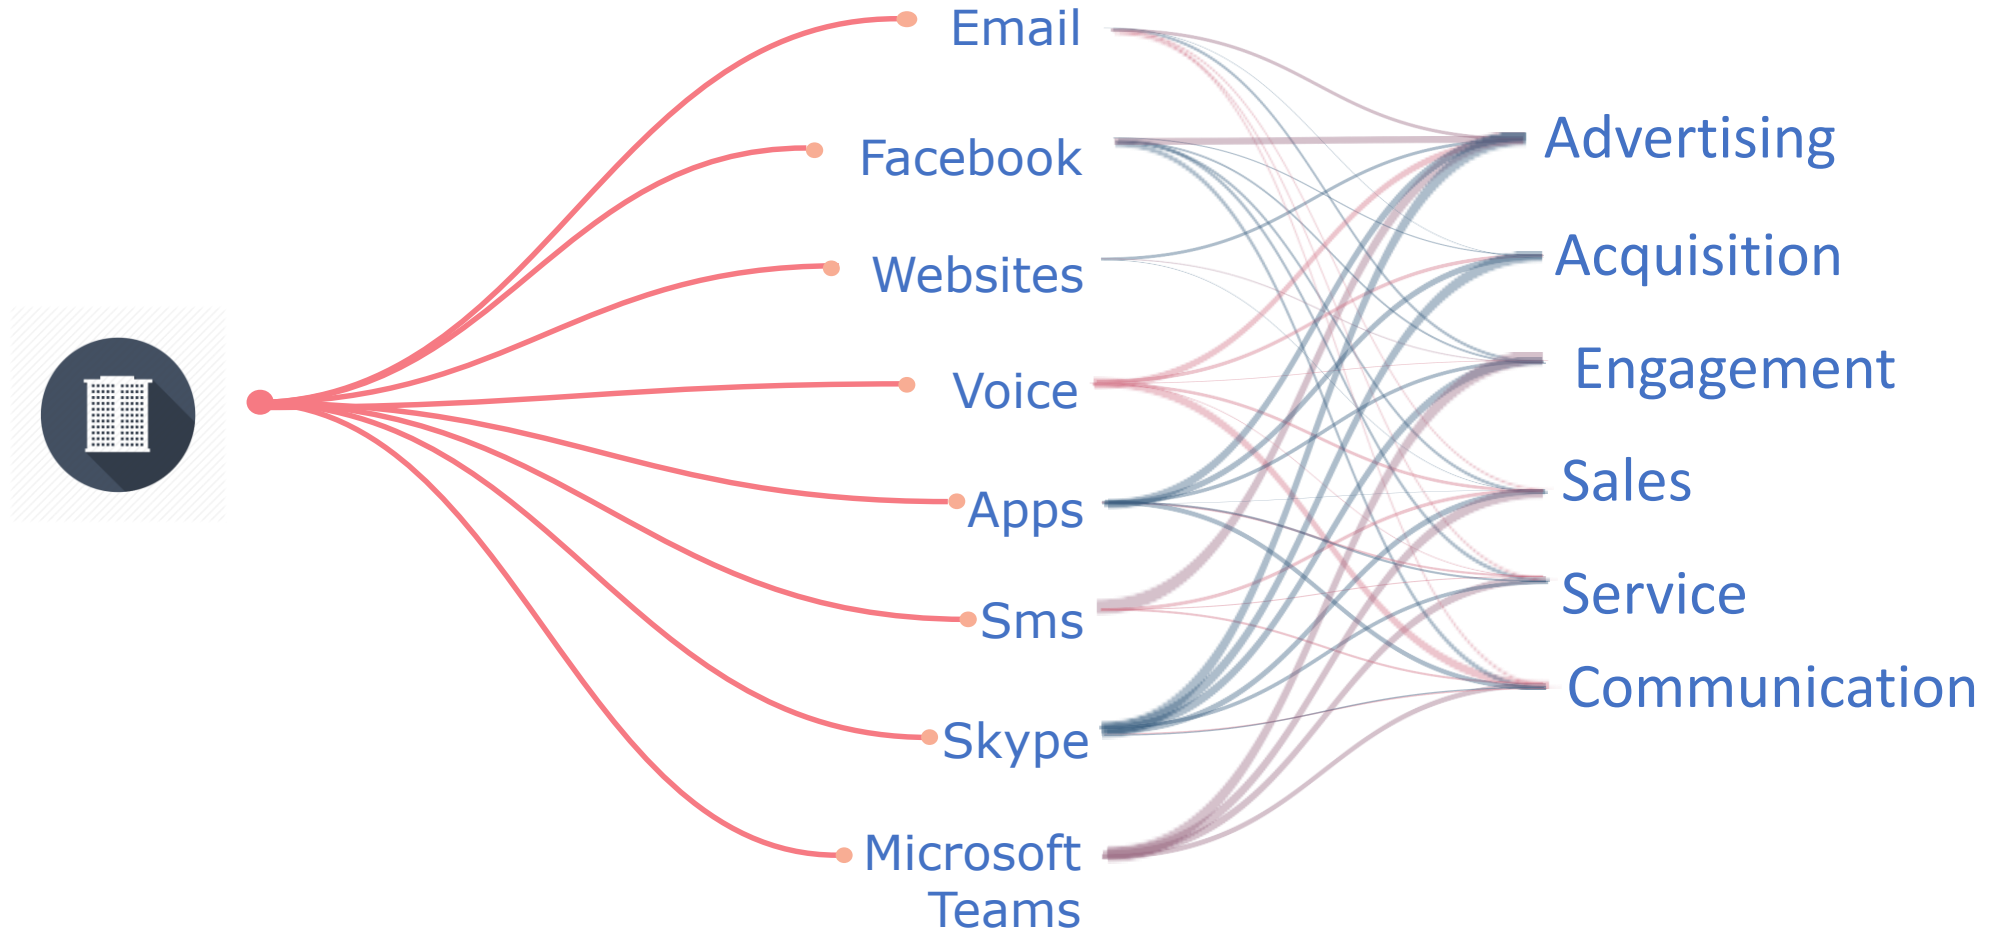 Email
Facebook
Websites
Voice
Apps
Sms
Skype
Microsoft
Teams
Advertising
Acquisition
Engagement
Sales
Service
Communication